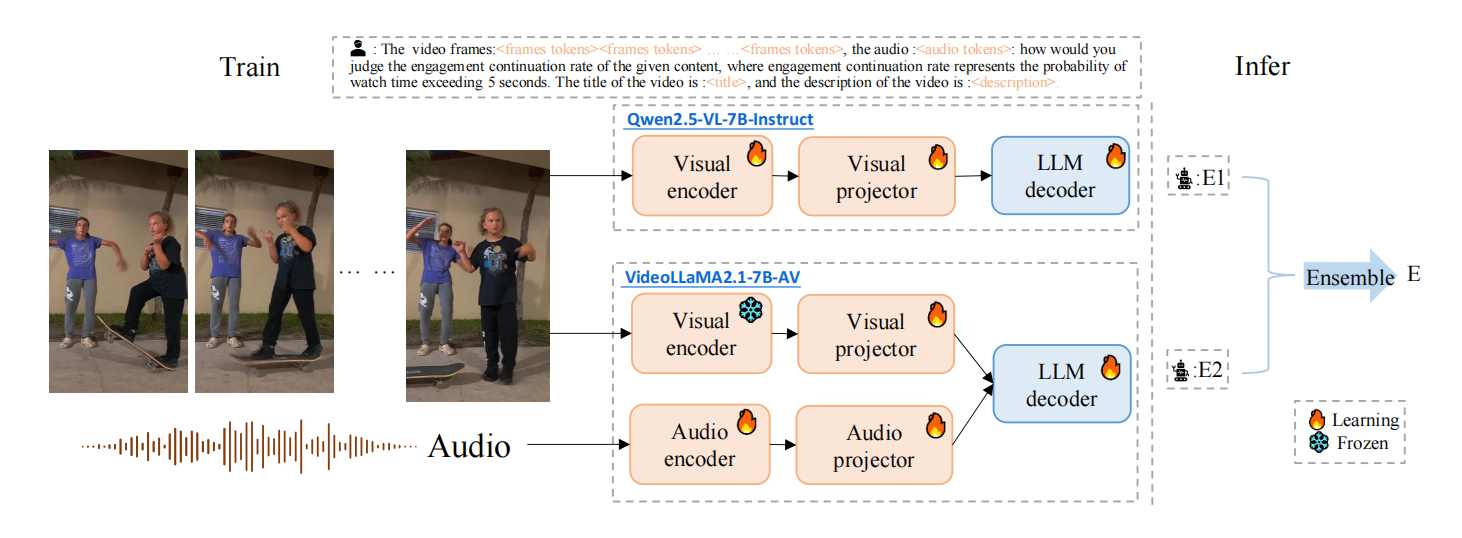 Train
: The video frames:<frames tokens><frames tokens> … …<frames tokens>, the audio :<audio tokens>: how would you
judge the engagement continuation rate of the given content, where engagement continuation rate represents the probability of
watch time exceeding 5 seconds. The title of the video is :<title>, and the description of the video is :<description>.
Infer
Qwen2.5-VL-7B-Instruct
Visual
encoder
Visual
projector
LLM
decoder
… …
:E1
VideoLLaMA2.1-7B-AV
Visual
encoder
Visual
projector
LLM
decoder
Audio
Audio
encoder
Audio
projector
:E2
Ensemble
E
Learning
Frozen